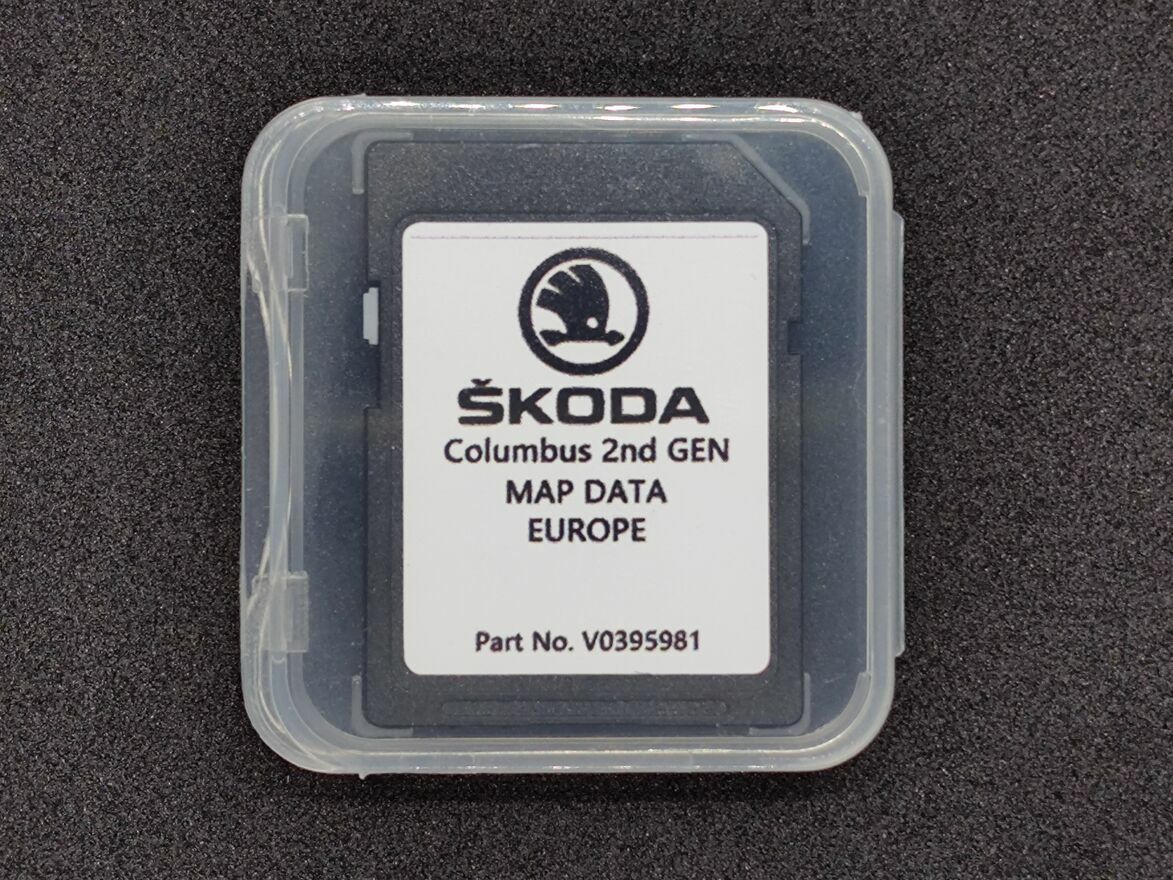 ŠKODA
Columbus 2nd GEN
MAP DATA
EUROPE
Part No. V0395981